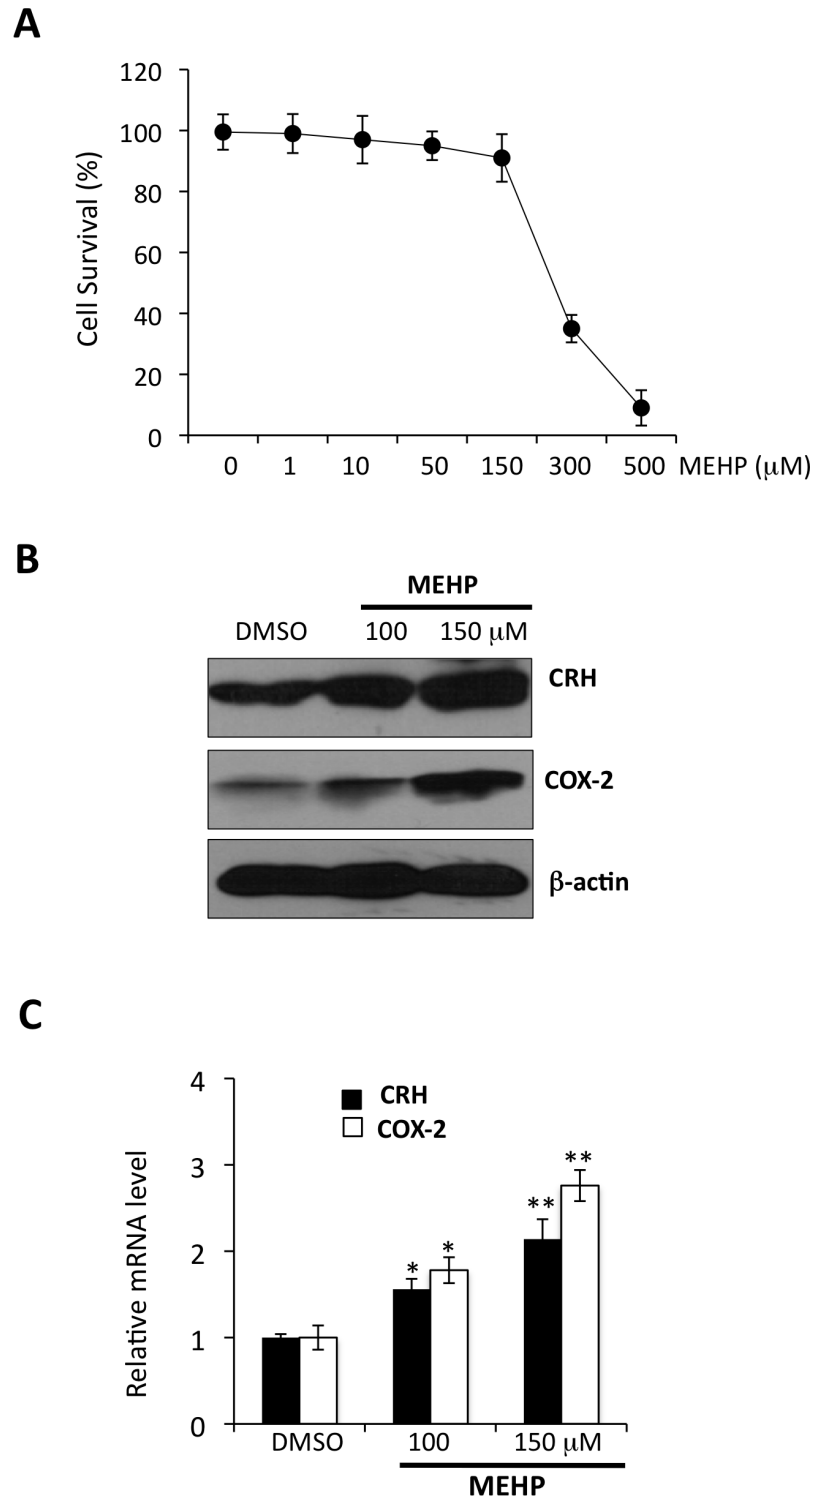 A
120
100
80
60
40
20
0
Cell Survival (%)
0 1 10 50 150 300 500 MEHP (μM)
B
MEHP
DMSO 100 150 μM
CRH
COX-2
β-actin
C
4
3
2
1
0
Relative mRNA level
CRH
COX-2
* * ** **
DMSO 100 150 μM
MEHP